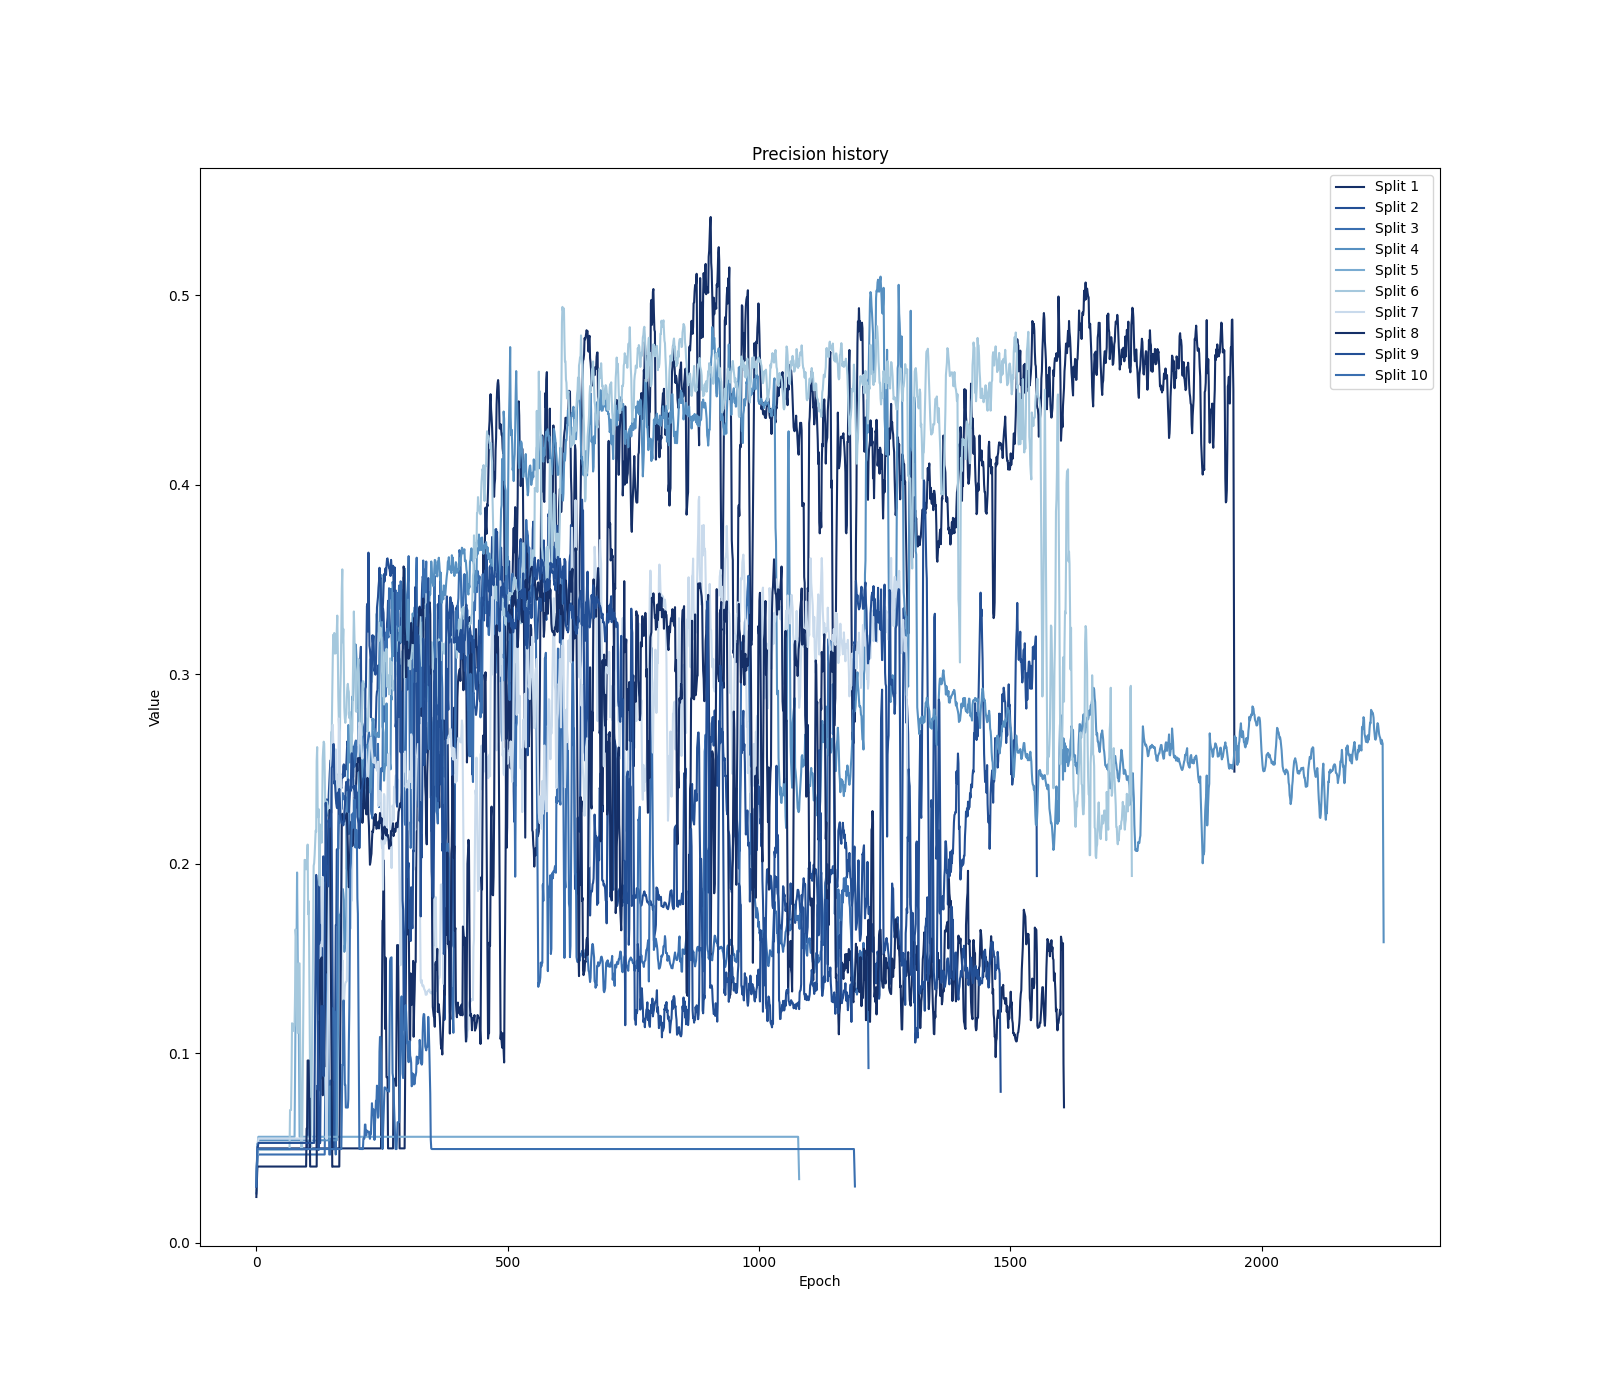 Precision history
Split 1
Split 2
Split 3
Split 4
Split 5
Split 6
Split 7
Split 8
Split 9
Split 10
0.5
0.4
0.3
0.2
0.1
0.0
Value
0
500
1000
1500
2000
Epoch